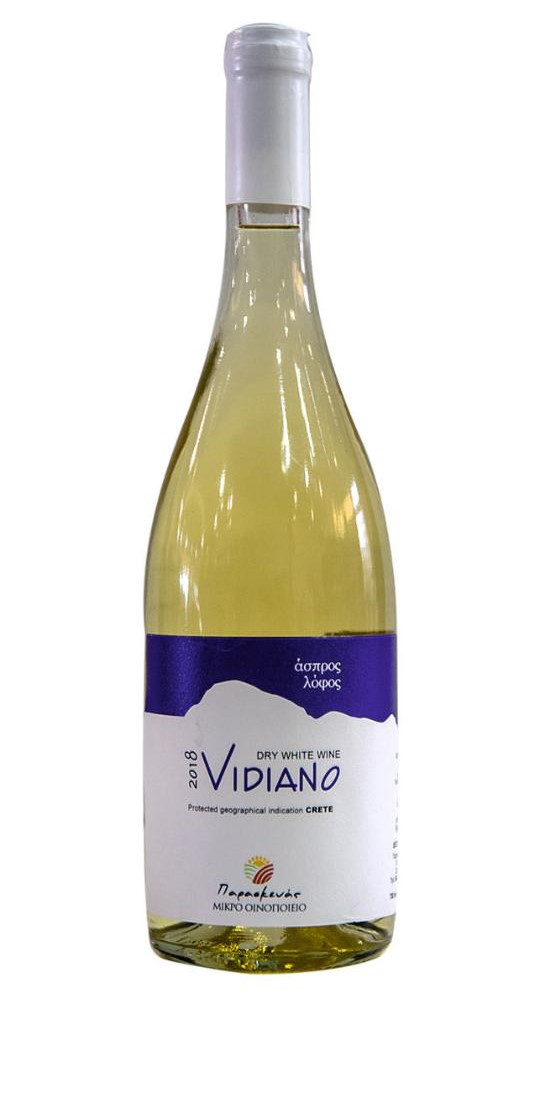 άσπρος
λόφος
2018
DRY WHITE WINE
VIDIANO
Protected geographical indication CRETE
Παρασκευάς
ΜΙΚΡΟ ΟΙΝΟΠΟΙΕΙΟ